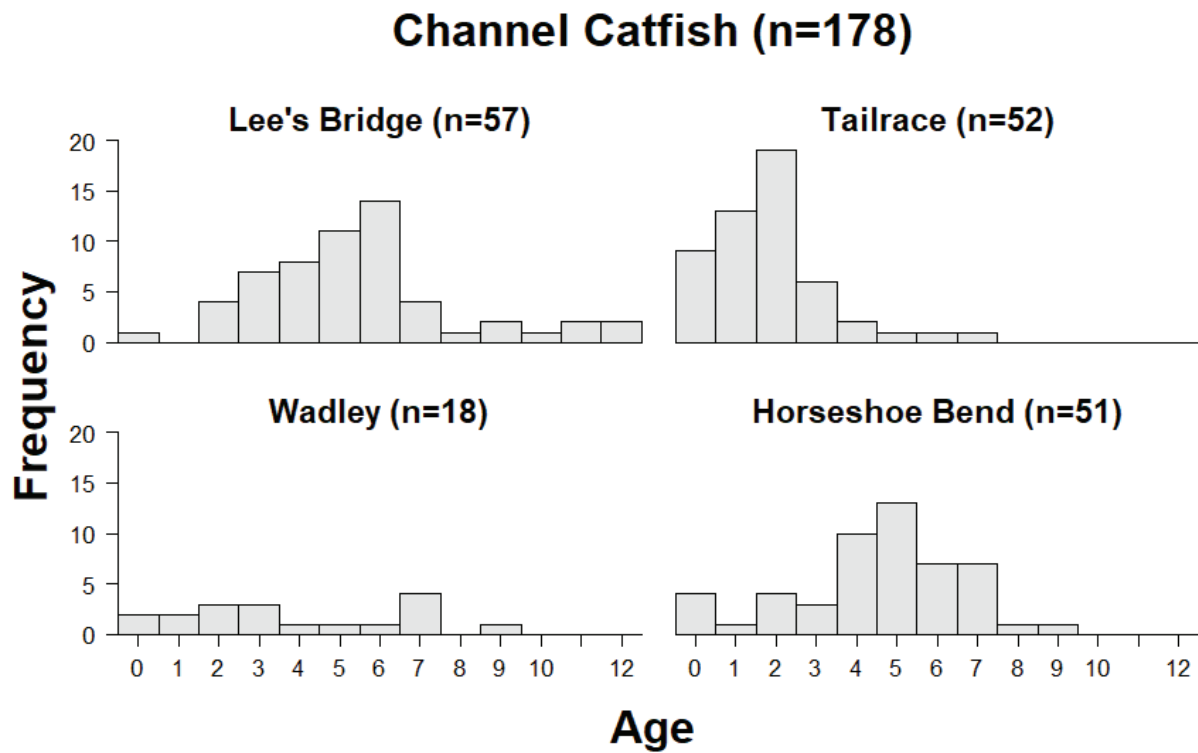 Channel Catfish (n=178)
Lee's Bridge (n=57)
Tailrace (n=52)
20
15
10
5
0
Wadley (n=18)
Horseshoe Bend (n=51)
20
15
10
5
0
Frequency
0 1 2 3 4 5 6 7 8 9 10 12
0 1 2 3 4 5 6 7 8 9 10 12
Age